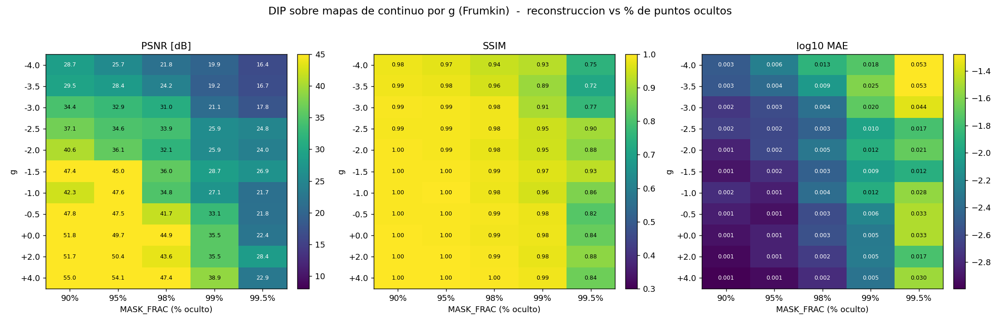 DIP sobre mapas de continuo por g (Frumkin)  -  reconstruccion vs % de puntos ocultos
PSNR [dB]
g
-4.0 28.7 25.7 21.8 19.9 16.4
-3.5 29.5 28.4 24.2 19.2 16.7
-3.0 34.4 32.9 31.0 21.1 17.8
-2.5 37.1 34.6 33.9 25.9 24.8
-2.0 40.6 36.1 32.1 25.9 24.0
-1.5 47.4 45.0 36.0 28.7 26.9
-1.0 42.3 47.6 34.8 27.1 21.7
-0.5 47.8 47.5 41.7 33.1 21.8
+0.0 51.8 49.7 44.9 35.5 22.4
+2.0 51.7 50.4 43.6 35.5 28.4
+4.0 55.0 54.1 47.4 38.9 22.9
90% 95% 98% 99% 99.5%
MASK_FRAC (% oculto)
45
40
35
30
25
20
15
10
SSIM
g
-4.0 0.98 0.97 0.94 0.93 0.75
-3.5 0.99 0.98 0.96 0.89 0.72
-3.0 0.99 0.99 0.98 0.91 0.77
-2.5 0.99 0.99 0.98 0.95 0.90
-2.0 1.00 0.99 0.98 0.95 0.88
-1.5 1.00 1.00 0.99 0.97 0.93
-1.0 1.00 1.00 0.98 0.96 0.86
-0.5 1.00 1.00 0.99 0.98 0.82
+0.0 1.00 1.00 0.99 0.98 0.84
+2.0 1.00 1.00 0.99 0.98 0.88
+4.0 1.00 1.00 1.00 0.99 0.84
90% 95% 98% 99% 99.5%
MASK_FRAC (% oculto)
1.0
0.9
0.8
0.7
0.6
0.5
0.4
0.3
log10 MAE
g
-4.0 0.003 0.006 0.013 0.018 0.053
-3.5 0.003 0.004 0.009 0.025 0.053
-3.0 0.002 0.003 0.004 0.020 0.044
-2.5 0.002 0.002 0.003 0.010 0.017
-2.0 0.001 0.002 0.005 0.012 0.021
-1.5 0.001 0.002 0.003 0.009 0.012
-1.0 0.002 0.001 0.004 0.012 0.028
-0.5 0.001 0.001 0.003 0.006 0.033
+0.0 0.001 0.001 0.003 0.005 0.033
+2.0 0.001 0.001 0.002 0.005 0.017
+4.0 0.001 0.001 0.002 0.005 0.030
90% 95% 98% 99% 99.5%
MASK_FRAC (% oculto)
−1.4
−1.6
−1.8
−2.0
−2.2
−2.4
−2.6
−2.8